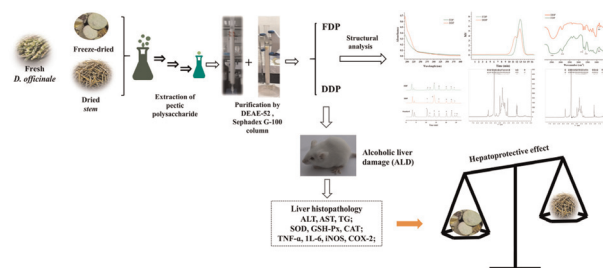 Freeze-dried
Fresh
D. officinale
Dried
stem
Extraction of
pectic
polysaccharide
Purification by
DEAE-52 ,
Sephadex G-100
column
FDP
DDP
Structural
analysis
Alcoholic liver
damage (ALD)
Liver histopathology
ALT, AST, TG;
SOD, GSH-Px, CAT;
TNF-α, 1L-6, iNOS, COX-2;
Hepatoprotective effect